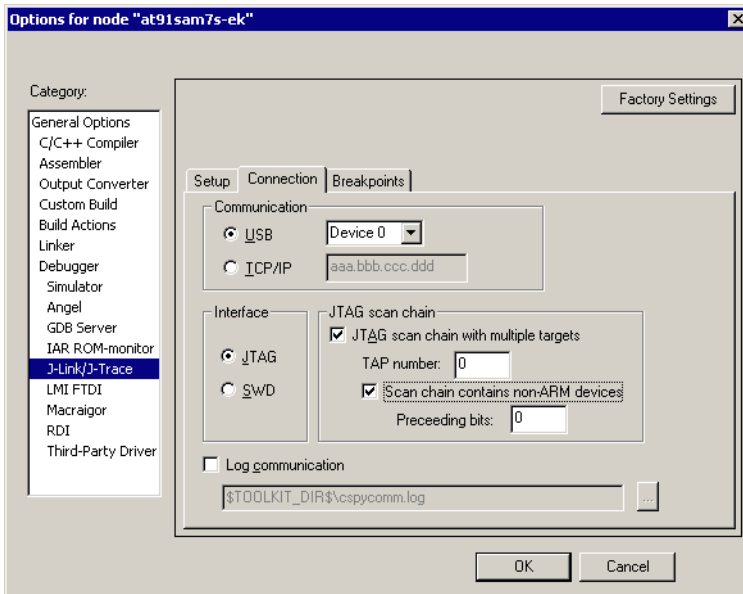 Options for node "at91sam7s-ek"
Category:
General Options
C/C++ Compiler
Assembler
Output Converter
Custom Build
Build Actions
Linker
Debugger
Simulator
Angel
GDB Server
IAR ROM-monitor
J-Link/J-Trace
LMI FTDI
Macraigor
RDI
Third-Party Driver
Factory Settings
Setup Connection Breakpoints
Communication
USB Device 0
TCP/IP aaa.bbb.ccc.ddd
Interface
JTAG
SWD
JTAG scan chain
JTAG scan chain with multiple targets
TAP number: 0
Scan chain contains non-ARM devices
Preceeding bits: 0
Log communication
$TOOLKIT_DIR$\cspycomm.log ...
OK Cancel